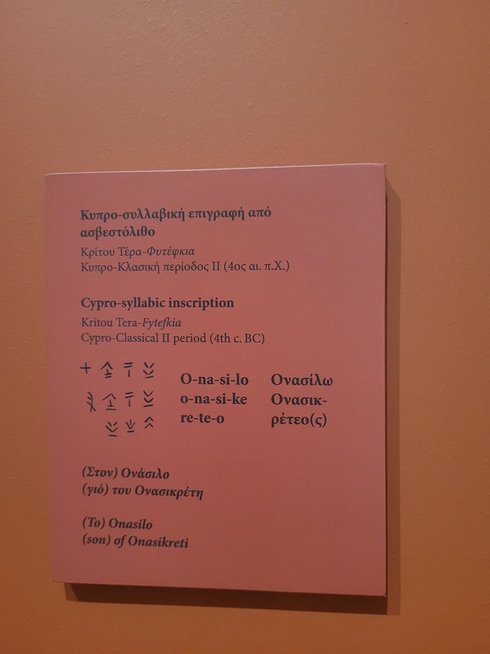 Κυπρο-συλλαβική επιγραφή από
ασβεστόλιθο
Κρίτου Τέρα-Φυτέφκια
Κυπρο-Κλασική περίοδος ΙΙ (4ος αι. π.Χ.)
Cypro-syllabic inscription
Kritou Tera-Fytefkia
Cypro-Classical II period (4th c. BC)
O-na-si-lo Ονασίλω
o-na-si-ke Ονασικ-
re-te-o ρέτεο(ς)
(Στον) Ονάσιλο
(γιό) του Ονασικρέτη
(To) Onasilo
(son) of Onasikreti